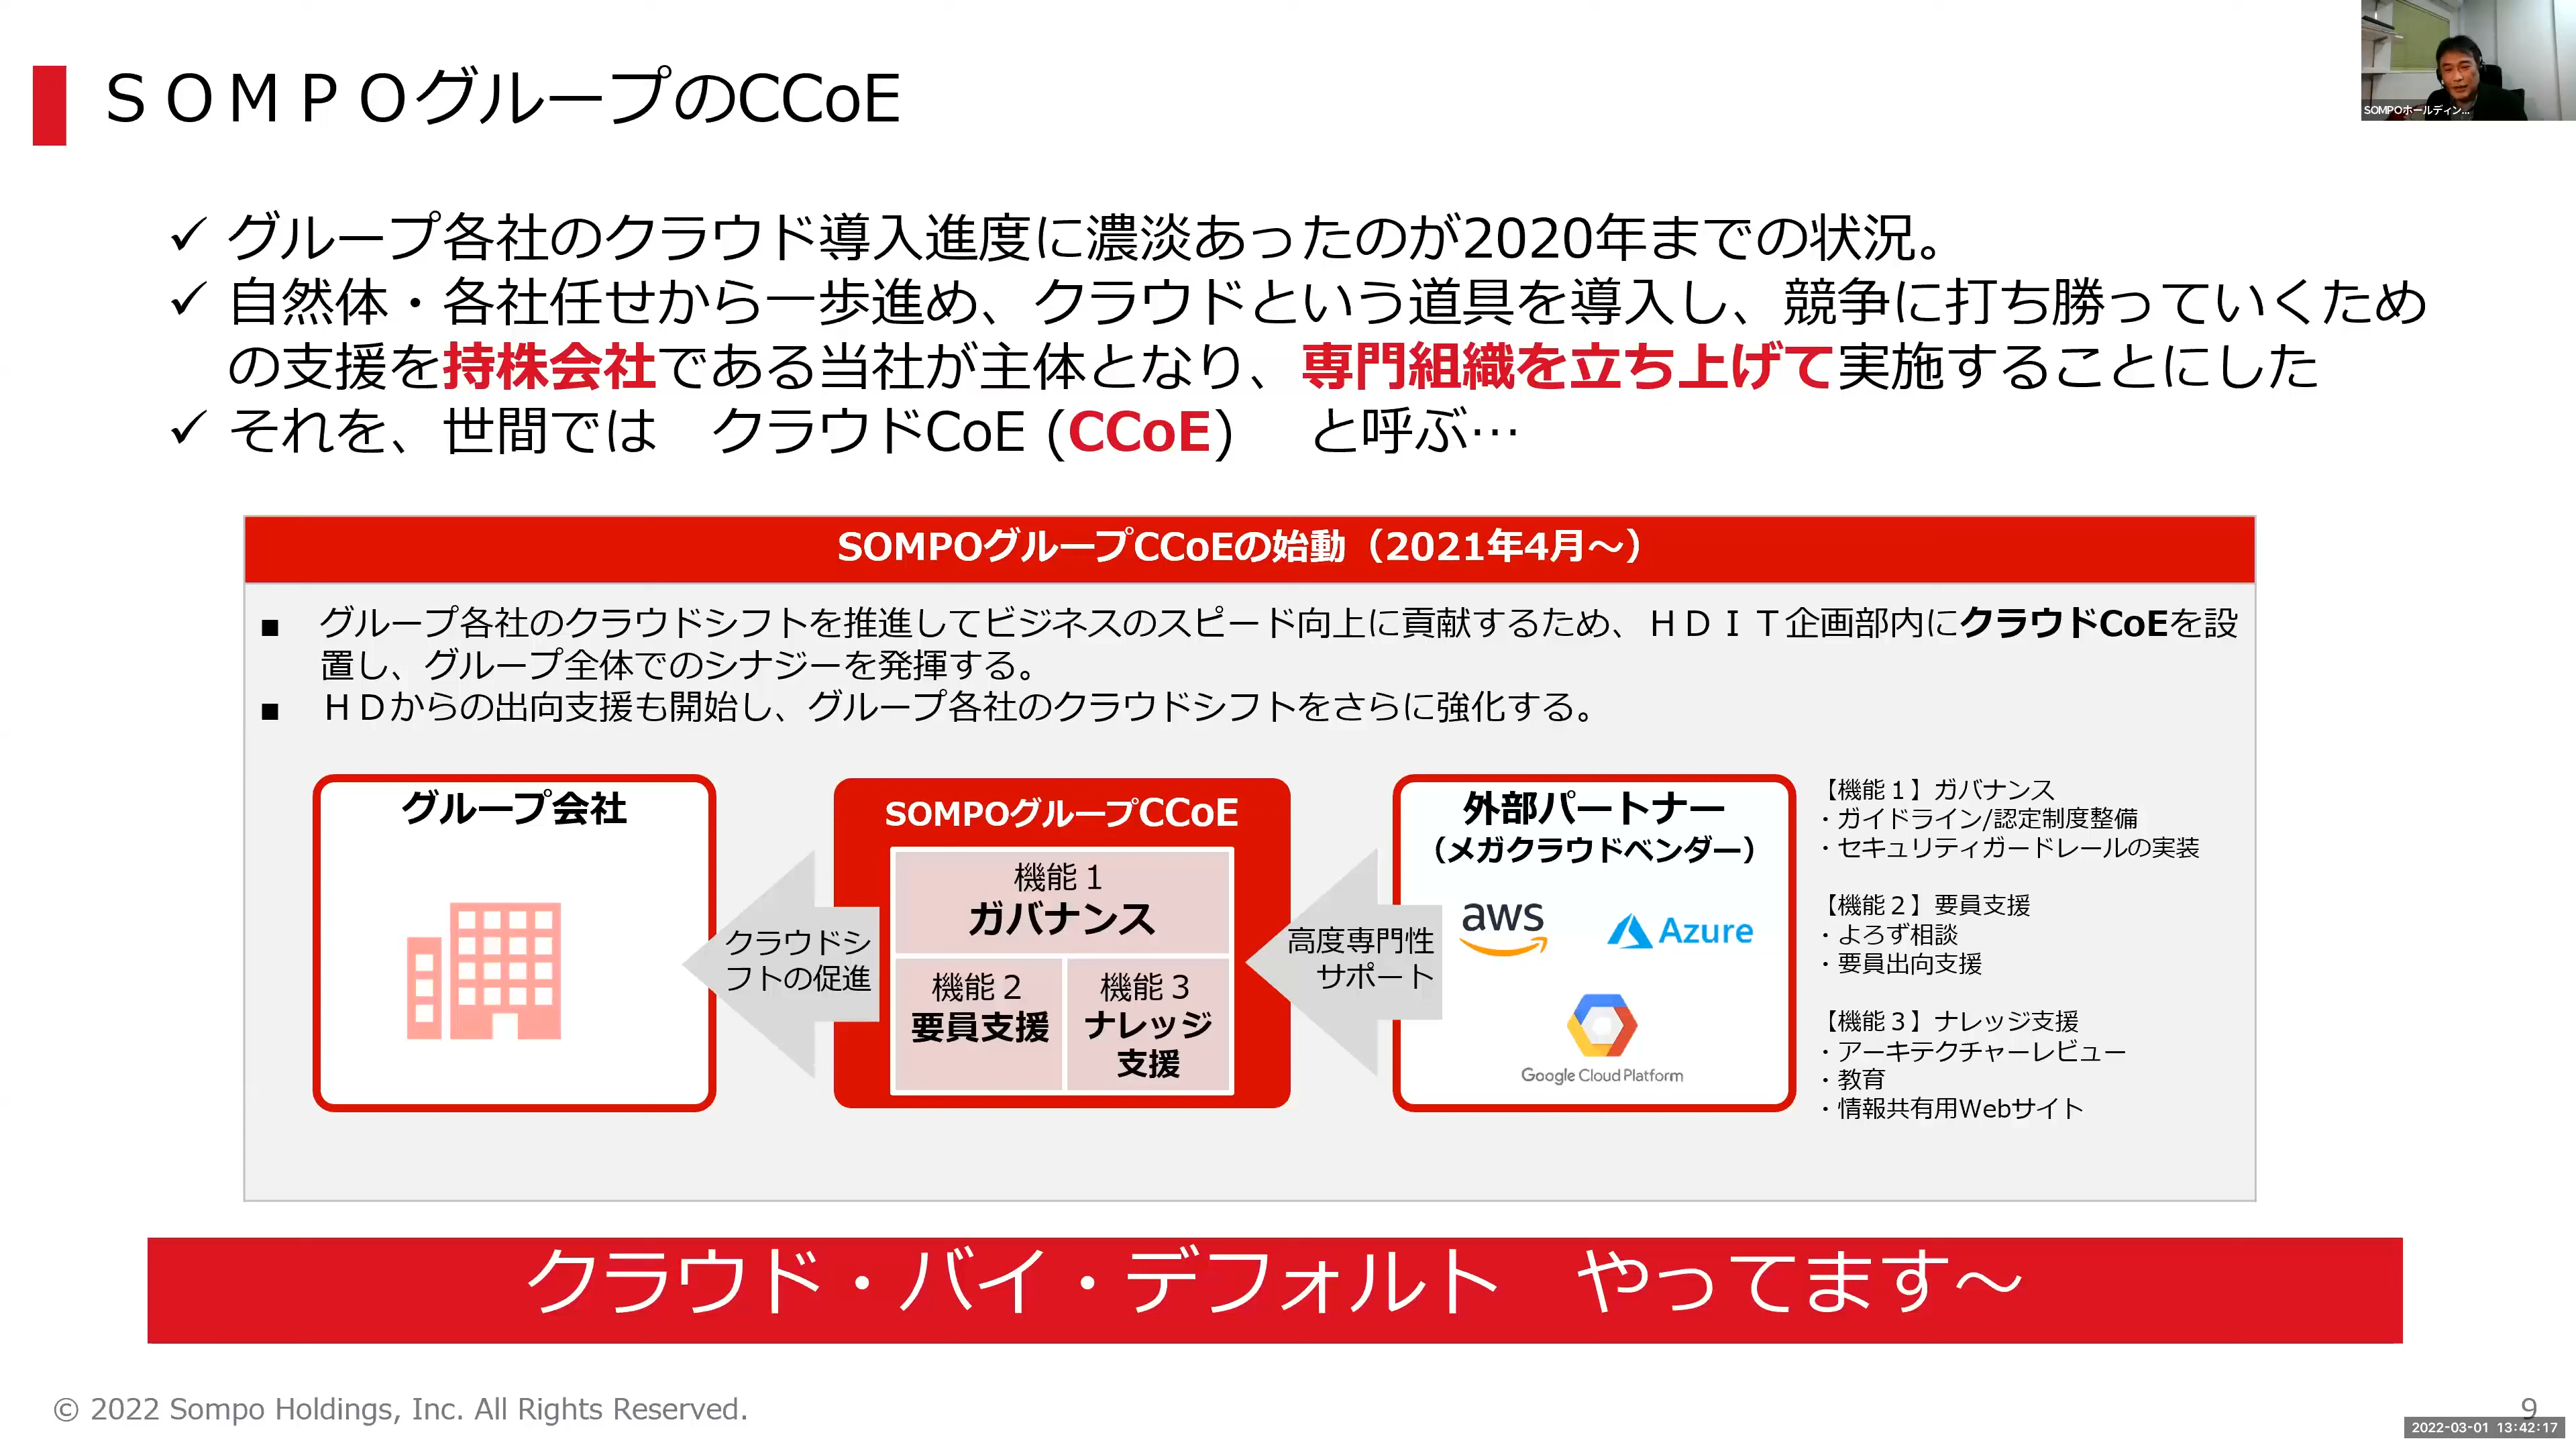 ＳＯＭＰＯグループのCCoE
SOMPOホールディン...
✓ グループ各社のクラウド導入進度に濃淡あったのが2020年までの状況。
✓ 自然体・各社任せから一歩進め、クラウドという道具を導入し、競争に打ち勝っていくため
の支援を持株会社である当社が主体となり、専門組織を立ち上げて実施することにした
✓ それを、世間では　クラウドCoE (CCoE)　と呼ぶ…
SOMPOグループCCoEの始動（2021年4月～）
■ グループ各社のクラウドシフトを推進してビジネスのスピード向上に貢献するため、ＨＤＩＴ企画部内にクラウドCoEを設
置し、グループ全体でのシナジーを発揮する。
■ ＨＤからの出向支援も開始し、グループ各社のクラウドシフトをさらに強化する。
グループ会社
クラウドシ
フトの促進
SOMPOグループCCoE
機能１
ガバナンス
機能２
要員支援
機能３
ナレッジ
支援
高度専門性
サポート
外部パートナー
（メガクラウドベンダー）
aws
Azure
Google Cloud Platform
【機能１】ガバナンス
・ガイドライン/認定制度整備
・セキュリティガードレールの実装
【機能２】要員支援
・よろず相談
・要員出向支援
【機能３】ナレッジ支援
・アーキテクチャーレビュー
・教育
・情報共有用Webサイト
クラウド・バイ・デフォルト　やってます～
© 2022 Sompo Holdings, Inc. All Rights Reserved.
9
2022-03-01 13:42:17